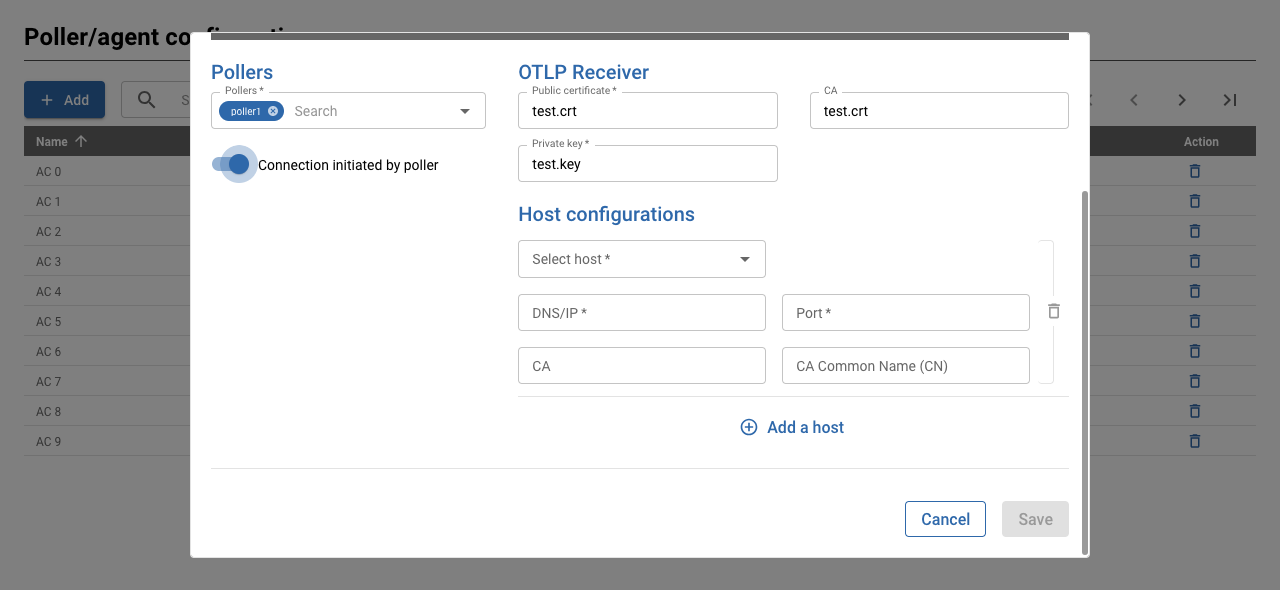 Poller/agent co
Add
S
Name
Action
AC 0
AC 1
AC 2
AC 3
AC 4
AC 5
AC 6
AC 7
AC 8
AC 9
Pollers
Pollers *
poller1
Search
Connection initiated by poller
OTLP Receiver
Public certificate *
test.crt
CA
test.crt
Private key *
test.key
Host configurations
Select host *
DNS/IP *
Port *
CA
CA Common Name (CN)
Add a host
Cancel
Save